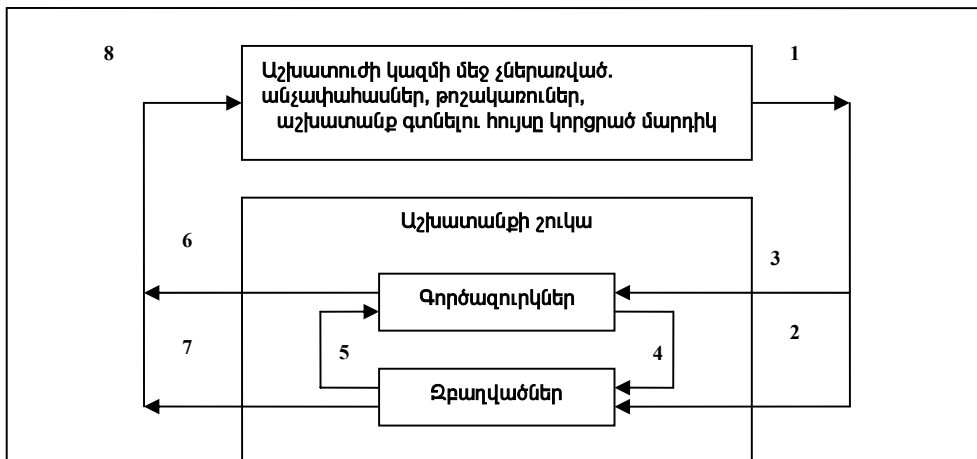 8
1
Աշխատուժի կազմի մեջ չներառված.
անչափահասներ, թոշակառուներ,
աշխատանք գտնելու հույսը կորցրած մարդիկ
Աշխատանքի շուկա
6
3
Գործազուրկներ
7
5
4
2
Զբաղվածներ